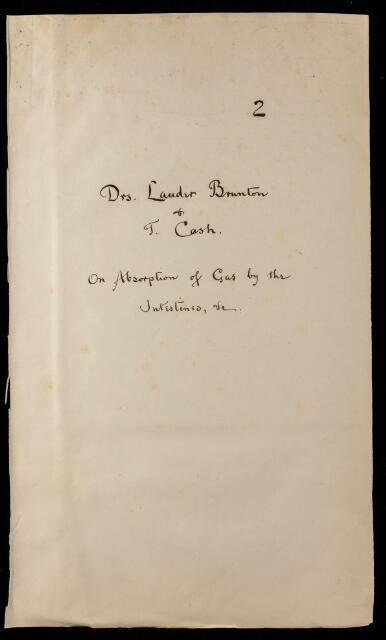 2
Drs. Lauder Brunton
&
T. Cash.
On Absorption of Gas by the
Intestines, &c.